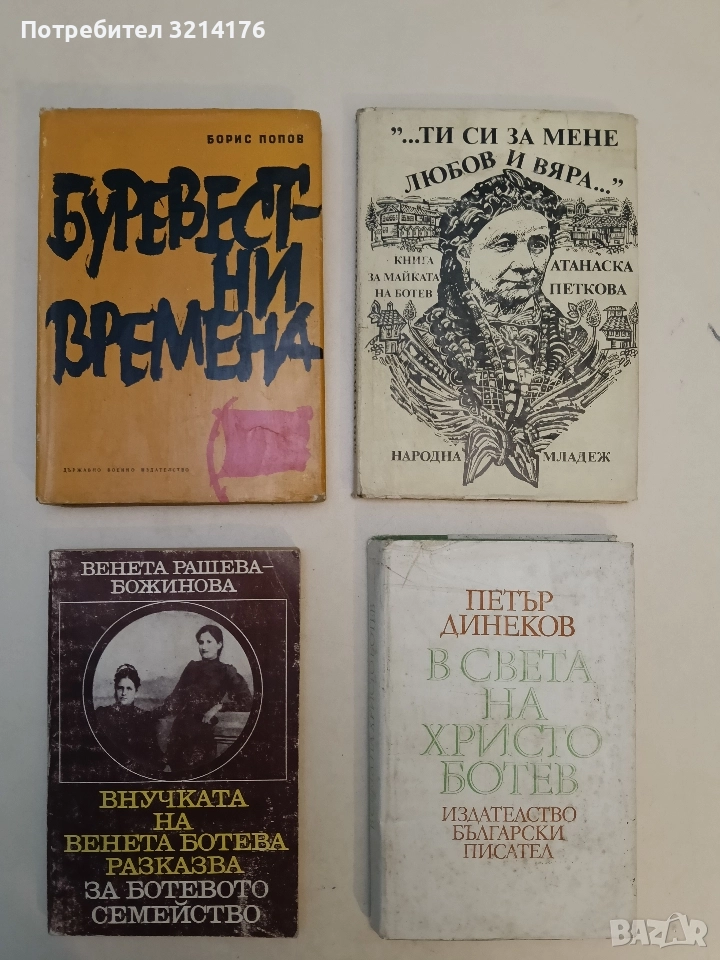 Потребител 3214176
БОРИС ПОПОВ
БУРЕВЕСТ-
НИ
ВРЕМЕНА
ДЪРЖАВНО ВОЕННО ИЗДАТЕЛСТВО
"...ТИ СИ ЗА МЕНЕ
ЛЮБОВ И ВЯРА..."
КНИГА
ЗА МАЙКАТА
НА БОТЕВ
АТАНАСКА
ПЕТКОВА
НАРОДНА МЛАДЕЖ
ВЕНЕТА РАШЕВА-
БОЖИНОВА
ВНУЧКАТА
НА
ВЕНЕТА БОТЕВА
РАЗКАЗВА
ЗА БОТЕВОТО
СЕМЕЙСТВО
ПЕТЪР
ДИНЕКОВ
В СВЕТА
НА
ХРИСТО
БОТЕВ
ИЗДАТЕЛСТВО
БЪЛГАРСКИ
ПИСАТЕЛ
BAZAR